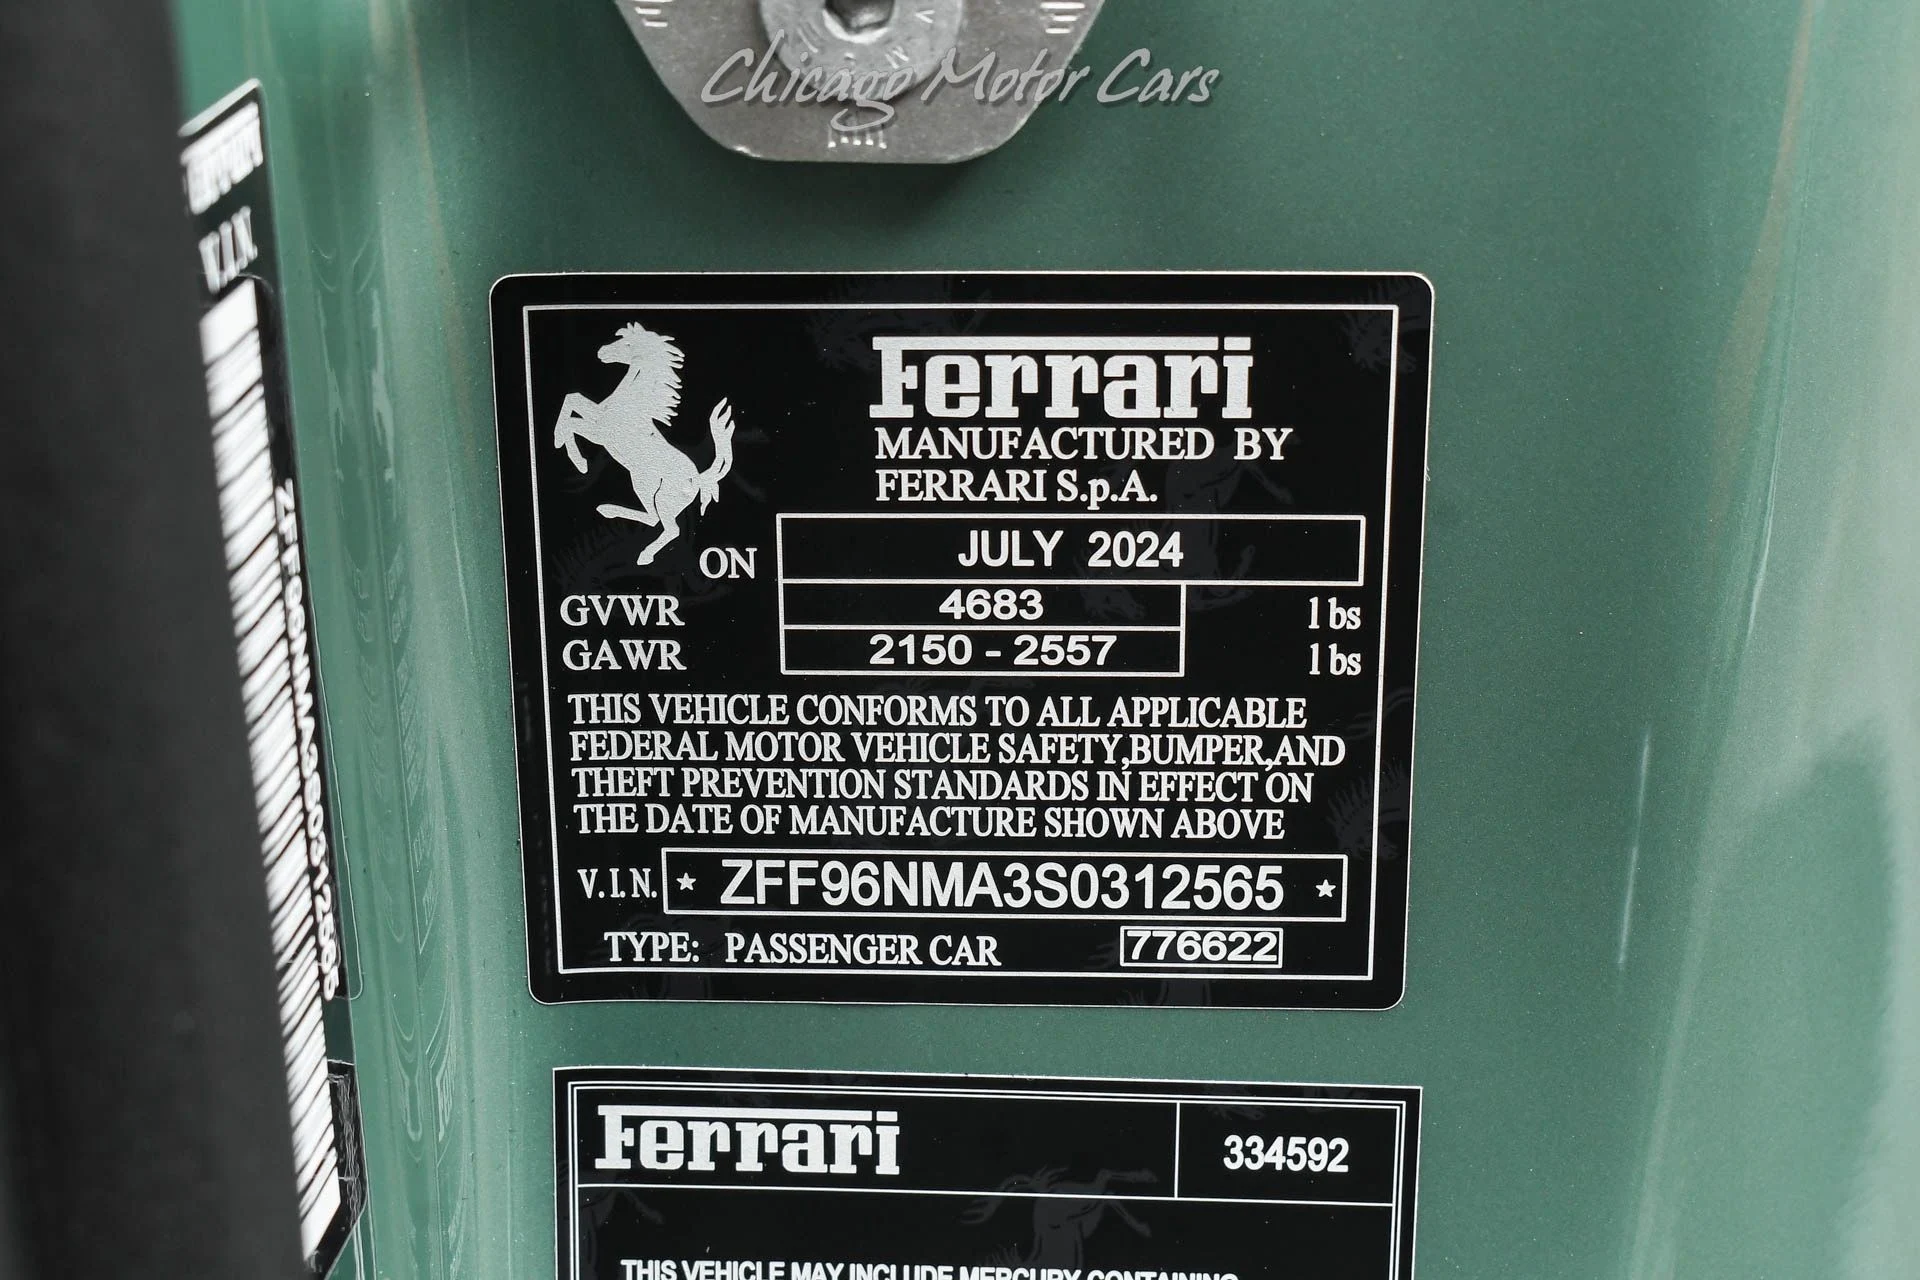 Chicago Motor Cars
Ferrari
V.I.N.
ZFF96NMA3S0312565
Ferrari
MANUFACTURED BY
FERRARI S.p.A.
ON JULY 2024
GVWR 4683 lbs
GAWR 2150 - 2557 lbs
THIS VEHICLE CONFORMS TO ALL APPLICABLE
FEDERAL MOTOR VEHICLE SAFETY,BUMPER,AND
THEFT PREVENTION STANDARDS IN EFFECT ON
THE DATE OF MANUFACTURE SHOWN ABOVE
V.I.N. ★ ZFF96NMA3S0312565 ★
TYPE: PASSENGER CAR 776622
Ferrari 334592
THIS VEHICLE MAY INCLUDE MERCURY CONTAINING